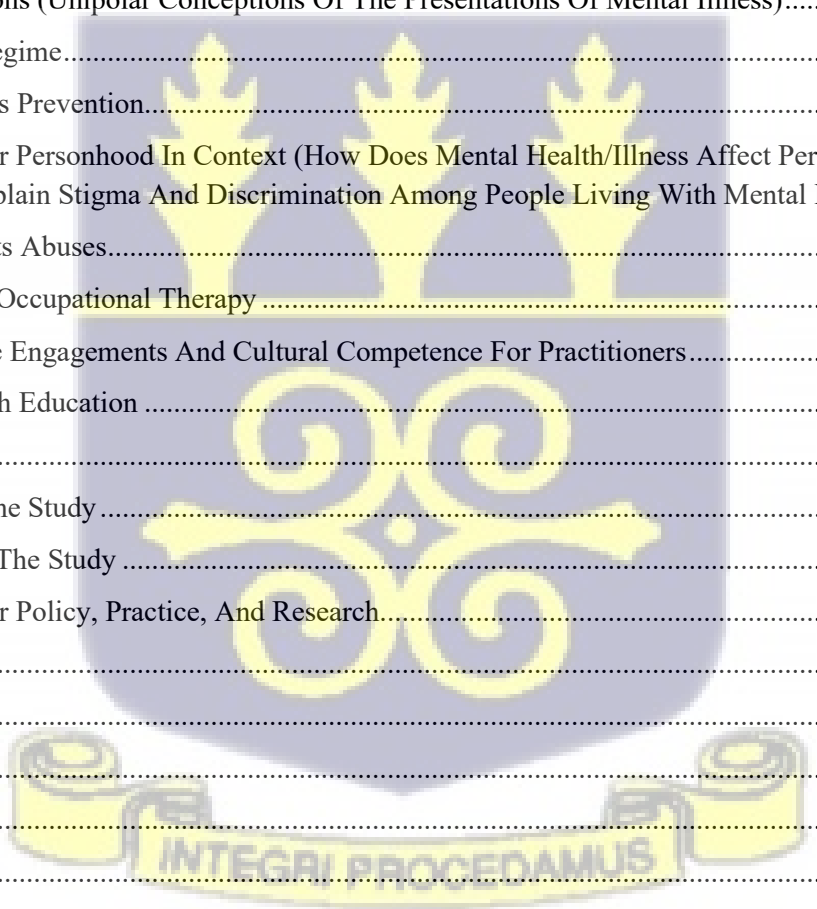 ons (Unipolar Conceptions Of The Presentations Of Mental Illness)....
egime..........................................................................................
s Prevention................................................................................
r Personhood In Context (How Does Mental Health/Illness Affect Per
plain Stigma And Discrimination Among People Living With Mental
ts Abuses.....................................................................................
Occupational Therapy ..................................................................
e Engagements And Cultural Competence For Practitioners.................
h Education .................................................................................
...................................................................................................
he Study......................................................................................
The Study ...................................................................................
r Policy, Practice, And Research.....................................................
...................................................................................................
...................................................................................................
...................................................................................................
...................................................................................................
...................................................................................................
INTEGRI PROCEDAMUS